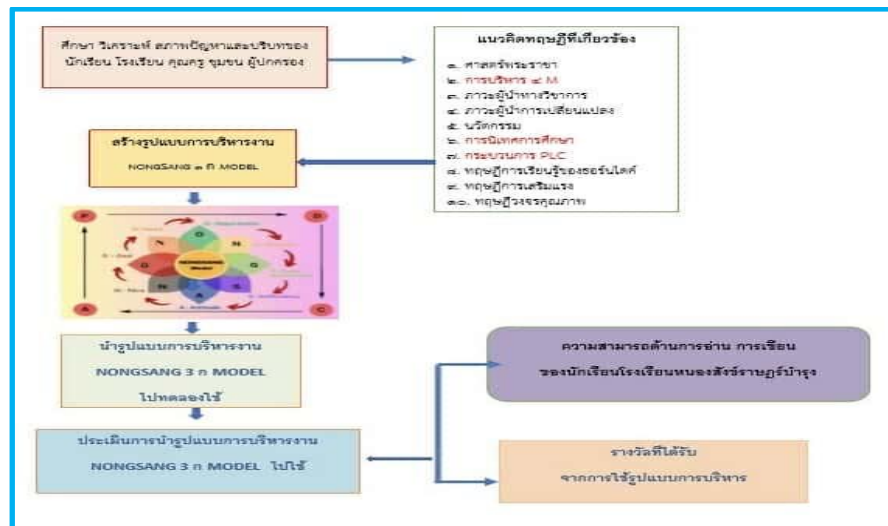 ศึกษา วิเคราะห์ สภาพปัญหาและบริบทของ
นักเรียน โรงเรียน คุณครู ชุมชน ผู้ปกครอง
แนวคิดทฤษฎีที่เกี่ยวข้อง
๑. ศาสตร์พระราชา
๒. การบริหาร ๔ M
๓. ภาวะผู้นำทางวิชาการ
๔. ภาวะผู้นำการเปลี่ยนแปลง
๕. นวัตกรรม
๖. การนิเทศการศึกษา
๗. กระบวนการ PLC
๘. ทฤษฎีการเรียนรู้ของธอร์นไดค์
๙. ทฤษฎีการเสริมแรง
๑๐. ทฤษฎีวงจรคุณภาพ
สร้างรูปแบบการบริหารงาน
NONGSANG ๓ ก MODEL
P
D
O
N
N
G
NONGSANG
Model
G
S
N
A
A
C
นำรูปแบบการบริหารงาน
NONGSANG 3 ก MODEL
ไปทดลองใช้
ความสามารถด้านการอ่าน การเขียน
ของนักเรียนโรงเรียนหนองสังข์ราษฎร์บำรุง
ประเมินการนำรูปแบบการบริหารงาน
NONGSANG 3 ก MODEL ไปใช้
รางวัลที่ได้รับ
จากการใช้รูปแบบการบริหาร